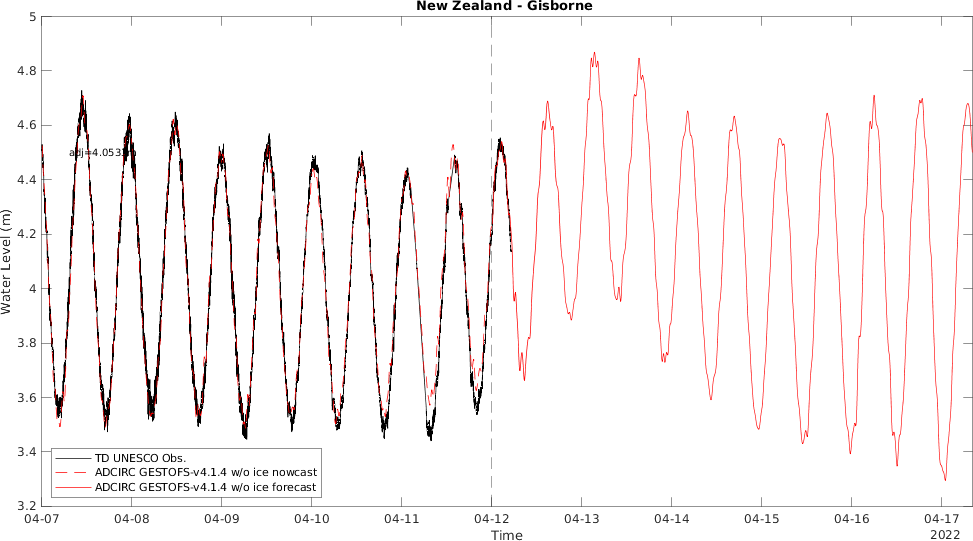 New Zealand - Gisborne
5
4.8
4.6
4.4
4.2
4
3.8
3.6
3.4
3.2
Water Level (m)
TD UNESCO Obs.
ADCIRC GESTOFS-v4.1.4 w/o ice nowcast
ADCIRC GESTOFS-v4.1.4 w/o ice forecast
04-07 04-08 04-09 04-10 04-11 04-12 04-13 04-14 04-15 04-16 04-17
Time
2022